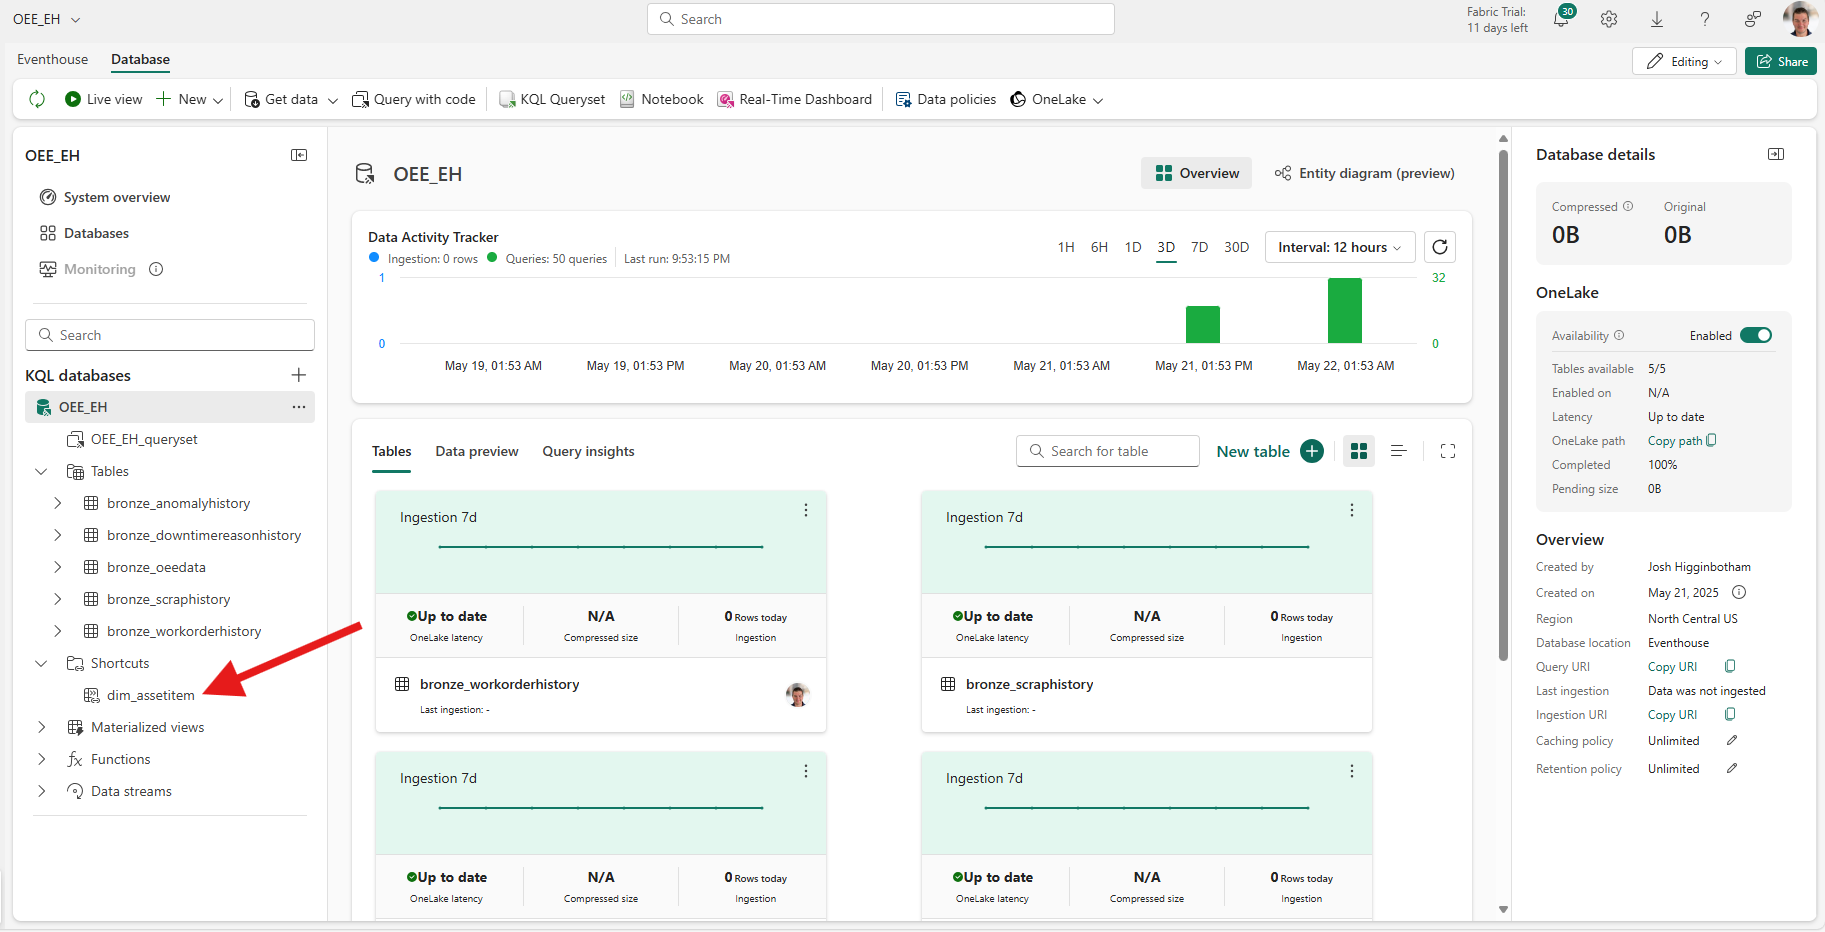 OEE_EH
Search
Fabric Trial:
11 days left
30
Eventhouse
Database
Editing
Share
Live view
New
Get data
Query with code
KQL Queryset
Notebook
Real-Time Dashboard
Data policies
OneLake
OEE_EH
System overview
Databases
Monitoring
Search
KQL databases
OEE_EH
OEE_EH_queryset
Tables
bronze_anomalyhistory
bronze_downtimereasonhistory
bronze_oeedata
bronze_scraphistory
bronze_workorderhistory
Shortcuts
dim_assetitem
Materialized views
Functions
Data streams
OEE_EH
Overview
Entity diagram (preview)
Data Activity Tracker
Ingestion: 0 rows
Queries: 50 queries
Last run: 9:53:15 PM
1H 6H 1D 3D 7D 30D
Interval: 12 hours
1
32
0
0
May 19, 01:53 AM
May 19, 01:53 PM
May 20, 01:53 AM
May 20, 01:53 PM
May 21, 01:53 AM
May 21, 01:53 PM
May 22, 01:53 AM
Tables
Data preview
Query insights
Search for table
New table
Ingestion 7d
Up to date
OneLake latency
N/A
Compressed size
0 Rows today
Ingestion
bronze_workorderhistory
Last ingestion: -
Ingestion 7d
Up to date
OneLake latency
N/A
Compressed size
0 Rows today
Ingestion
bronze_scraphistory
Last ingestion: -
Ingestion 7d
Up to date
OneLake latency
N/A
Compressed size
0 Rows today
Ingestion
Ingestion 7d
Up to date
OneLake latency
N/A
Compressed size
0 Rows today
Ingestion
Database details
Compressed
Original
0B
0B
OneLake
Availability
Enabled
Tables available 5/5
Enabled on N/A
Latency Up to date
OneLake path Copy path
Completed 100%
Pending size 0B
Overview
Created by Josh Higginbotham
Created on May 21, 2025
Region North Central US
Database location Eventhouse
Query URI Copy URI
Last ingestion Data was not ingested
Ingestion URI Copy URI
Caching policy Unlimited
Retention policy Unlimited